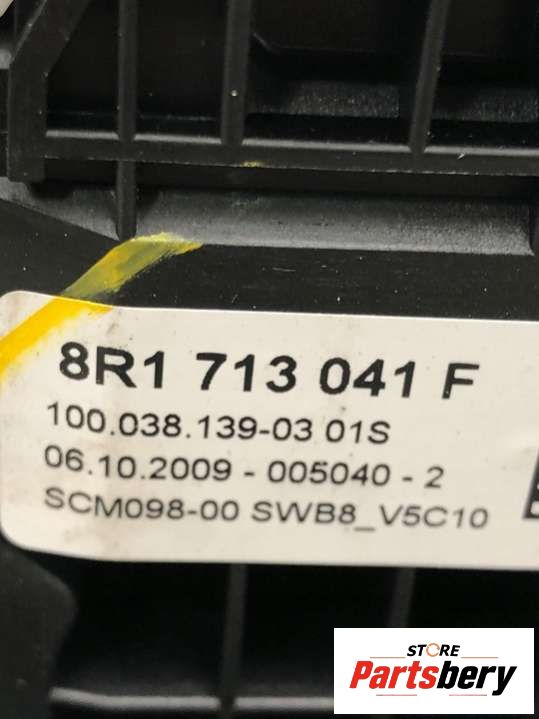 8R1 713 041 F
100.038.139-03 01S
06.10.2009 - 005040 - 2
SCM098-00 SWB8_V5C10
STORE
Partsbery